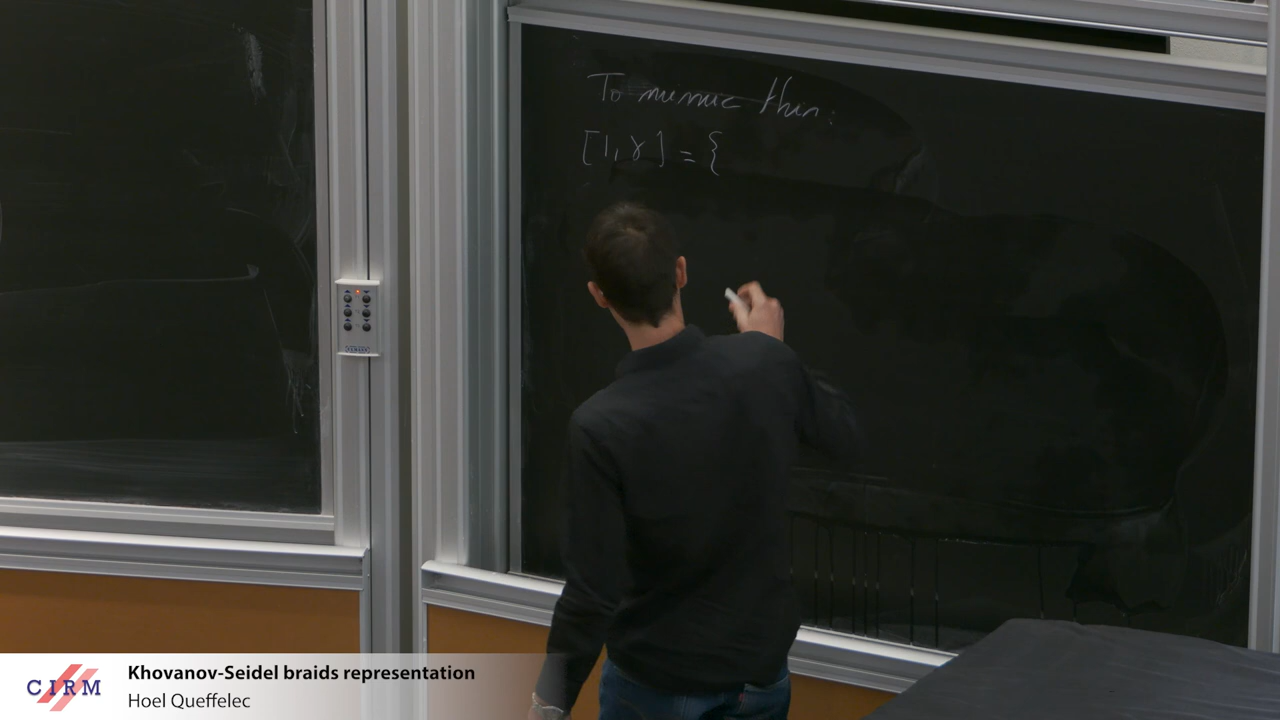 To mimic this:
[1, γ] = {
CIRM
Khovanov-Seidel braids representation
Hoel Queffelec